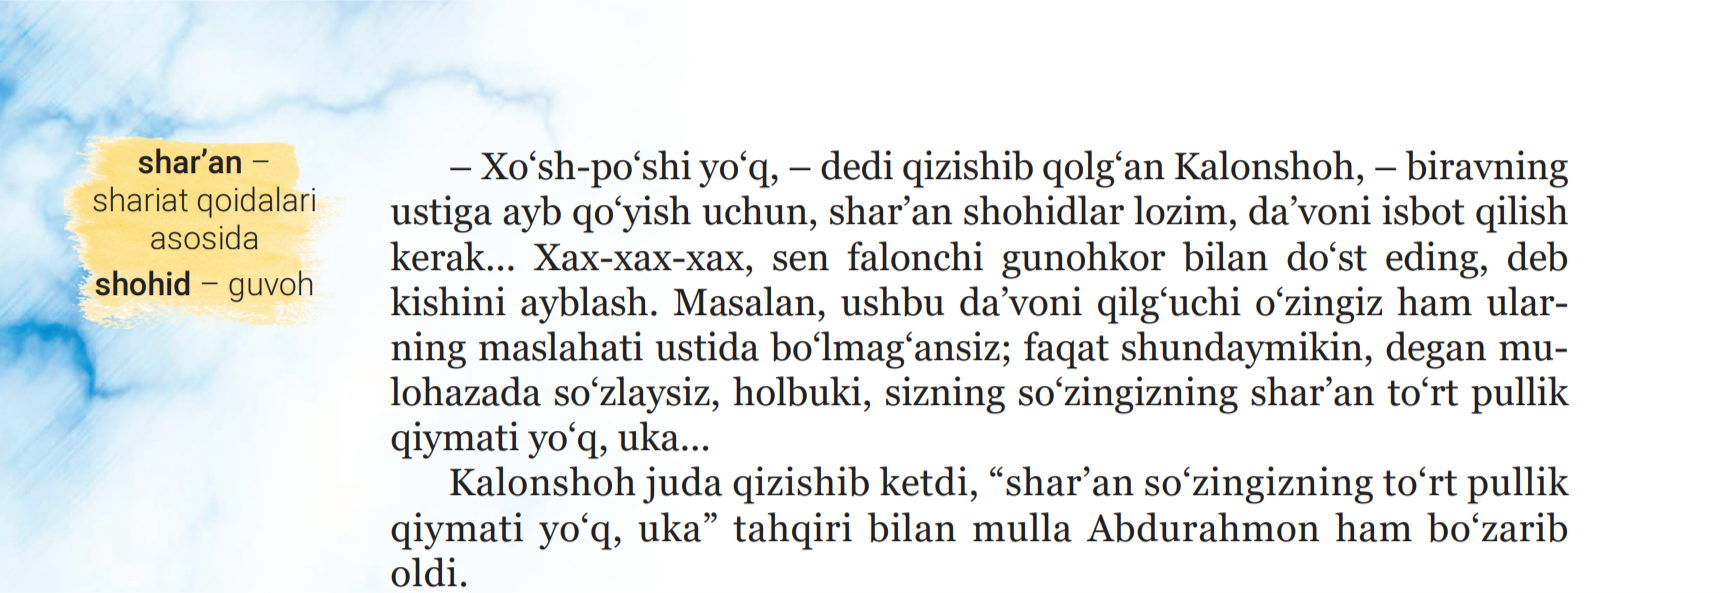 shar’an –
shariat qoidalari
asosida
shohid – guvoh
– Xo‘sh-po‘shi yo‘q, – dedi qizishib qolg‘an Kalonshoh, – biravning
ustiga ayb qo‘yish uchun, shar’an shohidlar lozim, da’voni isbot qilish
kerak... Xax-xax-xax, sen falonchi gunohkor bilan do‘st eding, deb
kishini ayblash. Masalan, ushbu da’voni qilg‘uchi o‘zingiz ham ular-
ning maslahati ustida bo‘lmag‘ansiz; faqat shundaymikin, degan mu-
lohazada so‘zlaysiz, holbuki, sizning so‘zingizning shar’an to‘rt pullik
qiymati yo‘q, uka...
Kalonshoh juda qizishib ketdi, “shar’an so‘zingizning to‘rt pullik
qiymati yo‘q, uka” tahqiri bilan mulla Abdurahmon ham bo‘zarib
oldi.